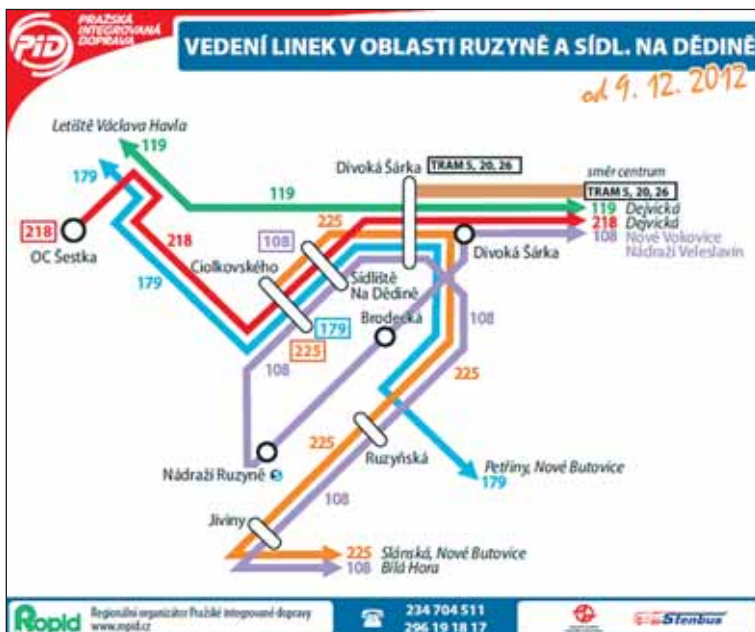 PID
PRAŽSKÁ
INTEGROVANÁ
DOPRAVA
VEDENÍ LINEK V OBLASTI RUZYNĚ A SÍDL. NA DĚDINĚ
od 9. 12. 2012
Letiště Václava Havla
119
179
Divoká Šárka TRAM 5, 20, 26
směr centrum
TRAM 5, 20, 26
119
119 Dejvická
218 Dejvická
108 Nové Vokovice
Nádraží Veleslavín
218
OC Šestka
218
179
225
108
Ciolkovského
Sídliště
Na Dědině
Divoká Šárka
179
225
Brodecká
108
108
225
225
Ruzyňská
Nádraží Ruzyně S
108
Petřiny, Nové Butovice
179
Jiviny
225 Slánská, Nové Butovice
108 Bílá Hora
Ropid
Regionální organizátor Pražské integrované dopravy
www.ropid.cz
234 704 511
296 19 18 17
Stenbus